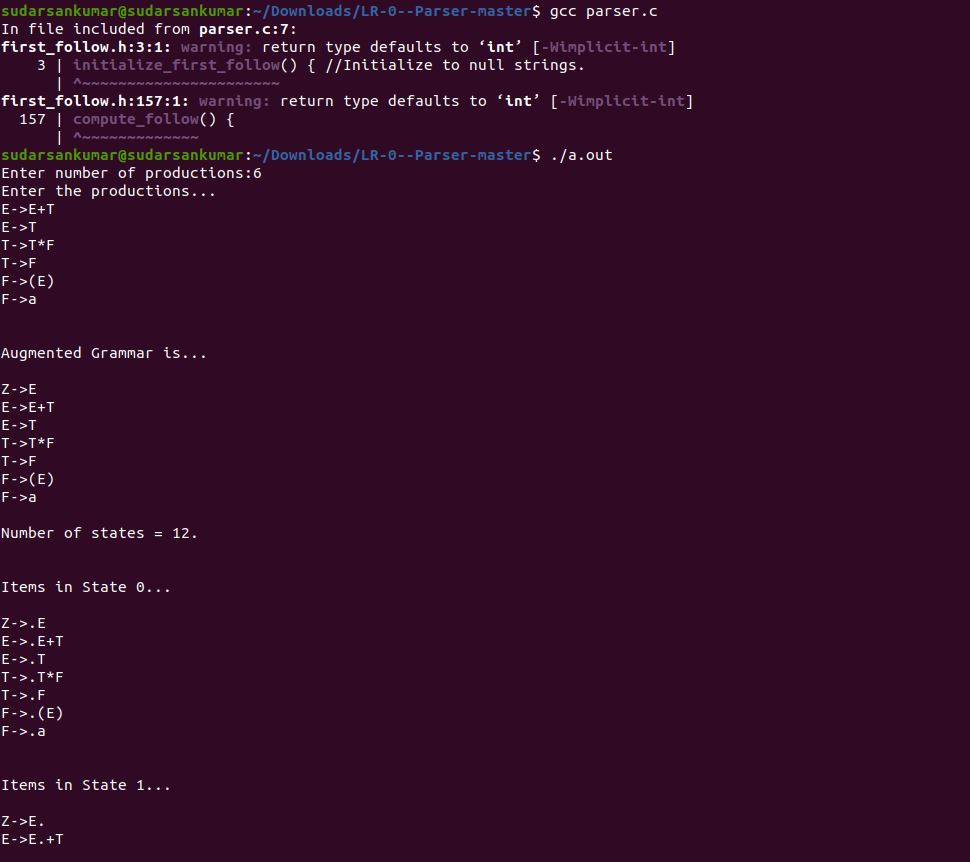 sudarsankumar@sudarsankumar:~/Downloads/LR-0--Parser-master$ gcc parser.c
In file included from parser.c:7:
first_follow.h:3:1: warning: return type defaults to ‘int’ [-Wimplicit-int]
    3 | initialize_first_follow() { //Initialize to null strings.
      | ^~~~~~~~~~~~~~~~~~~~~~~
first_follow.h:157:1: warning: return type defaults to ‘int’ [-Wimplicit-int]
  157 | compute_follow() {
      | ^~~~~~~~~~~~~~
sudarsankumar@sudarsankumar:~/Downloads/LR-0--Parser-master$ ./a.out
Enter number of productions:6
Enter the productions...
E->E+T
E->T
T->T*F
T->F
F->(E)
F->a
Augmented Grammar is...
Z->E
E->E+T
E->T
T->T*F
T->F
F->(E)
F->a
Number of states = 12.
Items in State 0...
Z->.E
E->.E+T
E->.T
T->.T*F
T->.F
F->.(E)
F->.a
Items in State 1...
Z->E.
E->E.+T